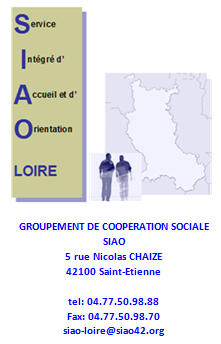 Service
Intégré d'
Accueil et d'
Orientation
LOIRE
GROUPEMENT DE COOPERATION SOCIALE
SIAO
5 rue Nicolas CHAIZE
42100 Saint-Etienne
tel: 04.77.50.98.88
Fax: 04.77.50.98.70
siao-loire@siao42.org